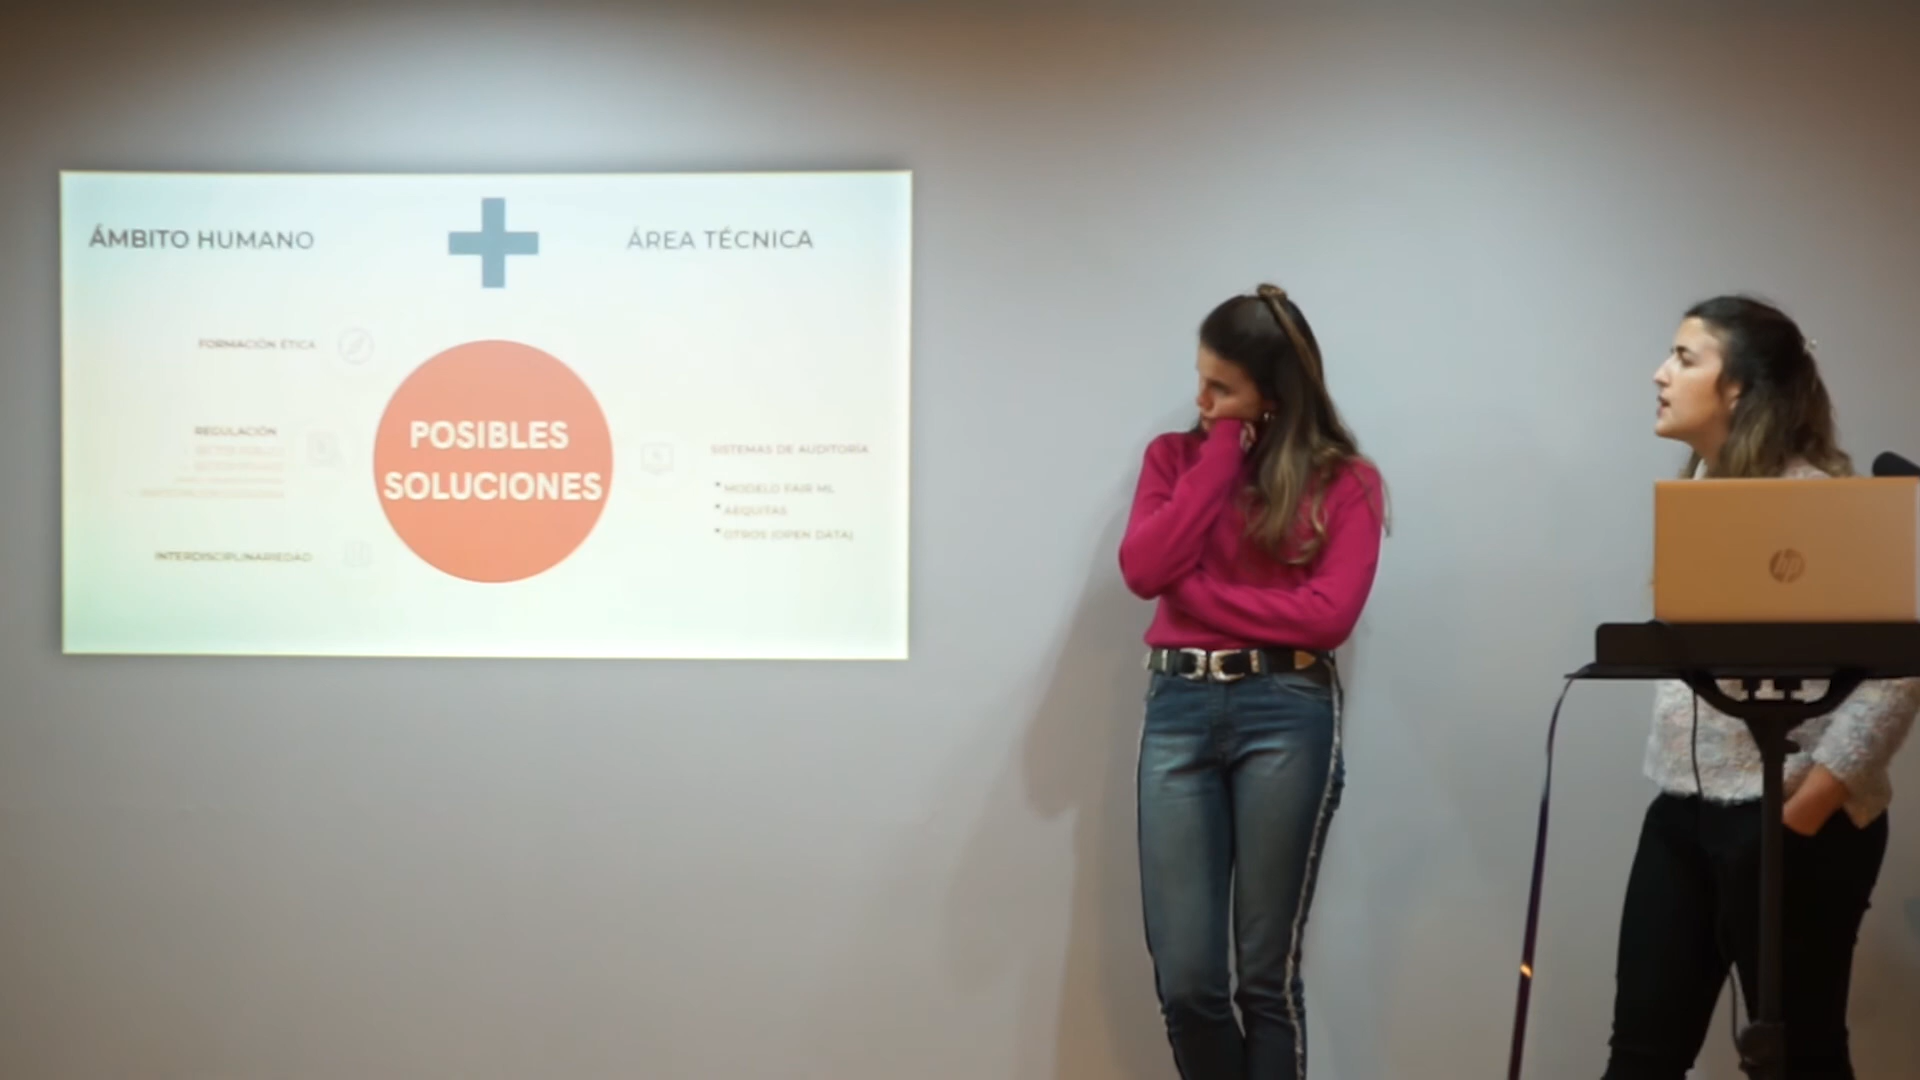 ÁMBITO HUMANO
ÁREA TÉCNICA
FORMACIÓN ÉTICA
REGULACIÓN
INTERDISCIPLINARIEDAD
POSIBLES
SOLUCIONES
SISTEMAS DE AUDITORÍA
* MODELO FAIR ML
* AEQUITAS
* OTROS (OPEN DATA)
hp